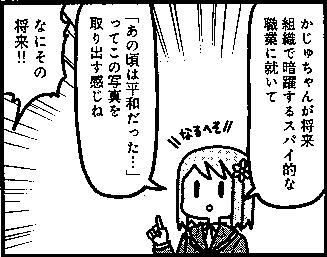 かじゅちゃんが将来
組織で暗躍するスパイ的な
職業に就いて
なるへそ
「あの頃は平和だった…」
ってこの写真を
取り出す感じね
なにその
将来!!